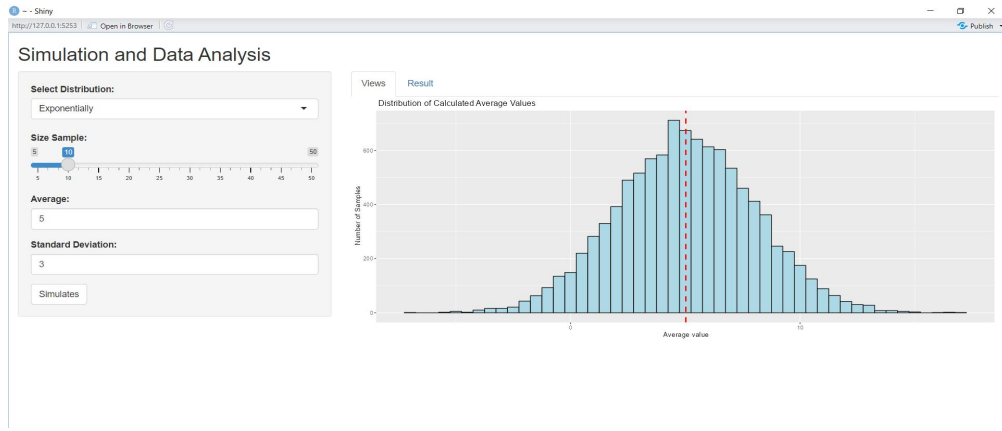 ~ - Shiny
http://127.0.0.1:5253 Open in Browser Publish
Simulation and Data Analysis
Select Distribution:
Exponentially
Size Sample:
5 10 50
5 10 15 20 25 30 35 40 45 50
Average:
5
Standard Deviation:
3
Simulates
Views Result
Distribution of Calculated Average Values
Number of Samples
600
400
200
0
0 10
Average value